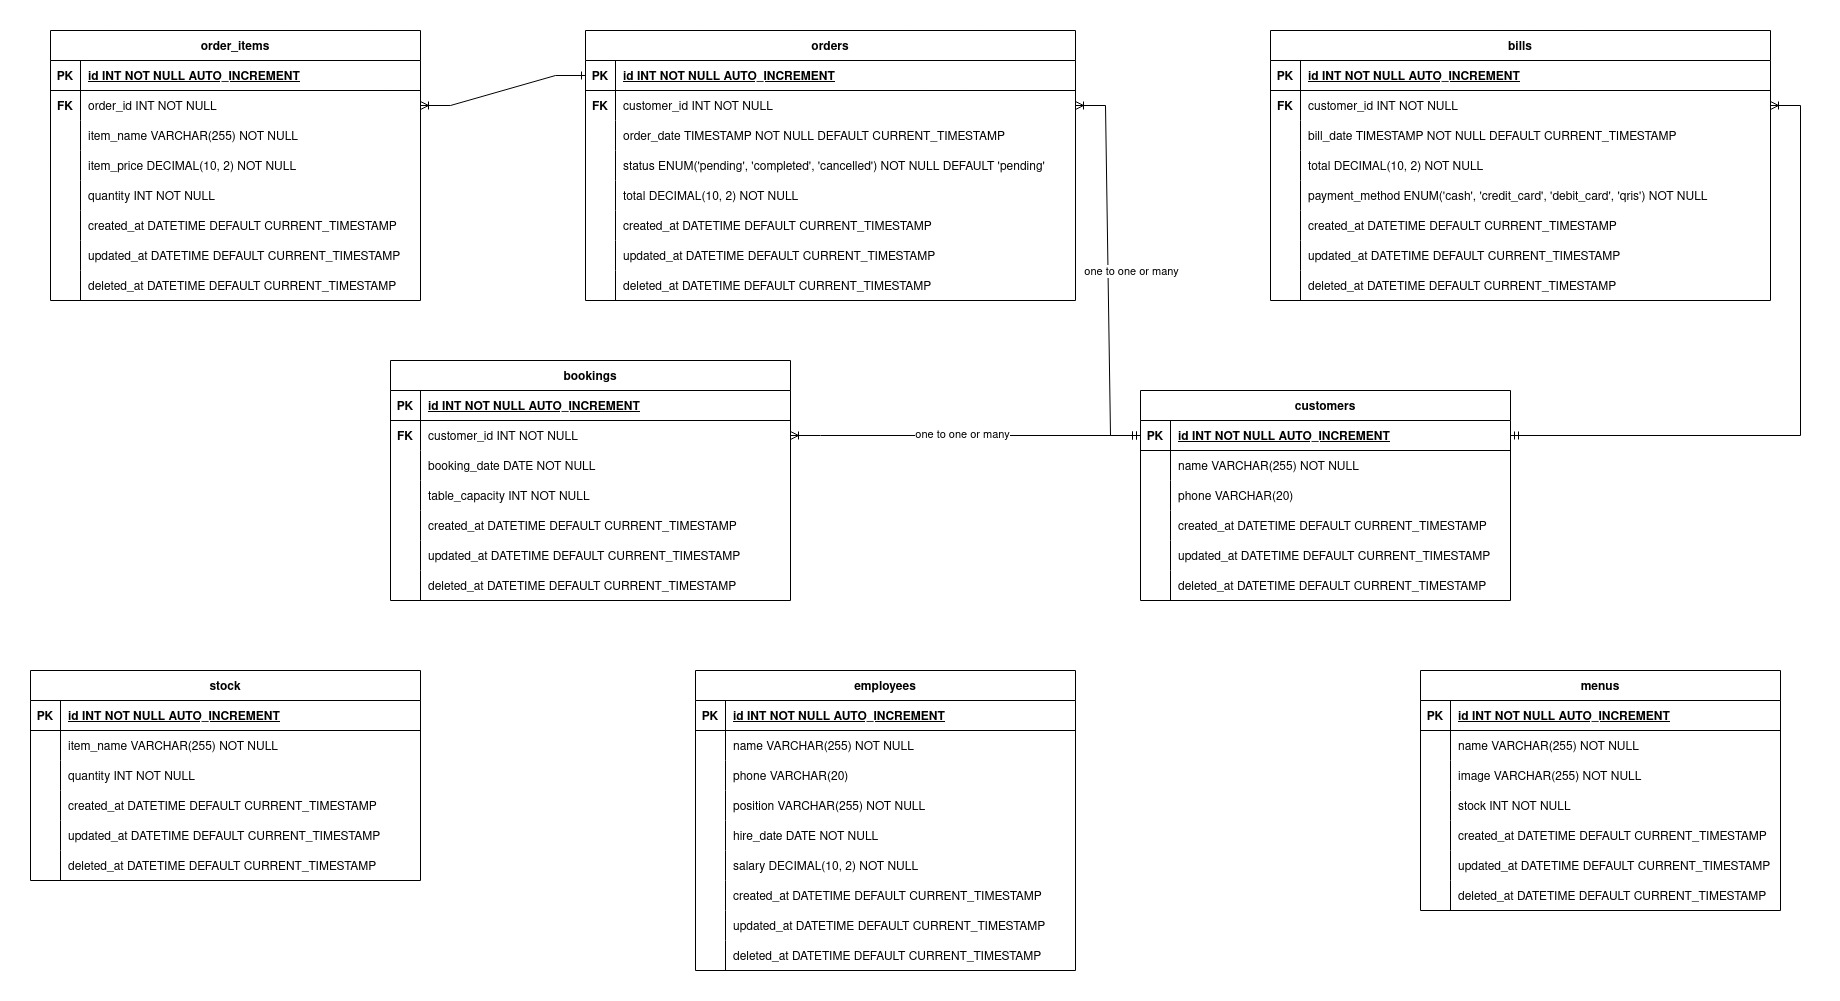 order_items
PK id INT NOT NULL AUTO_INCREMENT
FK order_id INT NOT NULL
item_name VARCHAR(255) NOT NULL
item_price DECIMAL(10, 2) NOT NULL
quantity INT NOT NULL
created_at DATETIME DEFAULT CURRENT_TIMESTAMP
updated_at DATETIME DEFAULT CURRENT_TIMESTAMP
deleted_at DATETIME DEFAULT CURRENT_TIMESTAMP
orders
PK id INT NOT NULL AUTO_INCREMENT
FK customer_id INT NOT NULL
order_date TIMESTAMP NOT NULL DEFAULT CURRENT_TIMESTAMP
status ENUM('pending', 'completed', 'cancelled') NOT NULL DEFAULT 'pending'
total DECIMAL(10, 2) NOT NULL
created_at DATETIME DEFAULT CURRENT_TIMESTAMP
updated_at DATETIME DEFAULT CURRENT_TIMESTAMP
deleted_at DATETIME DEFAULT CURRENT_TIMESTAMP
one to one or many
bills
PK id INT NOT NULL AUTO_INCREMENT
FK customer_id INT NOT NULL
bill_date TIMESTAMP NOT NULL DEFAULT CURRENT_TIMESTAMP
total DECIMAL(10, 2) NOT NULL
payment_method ENUM('cash', 'credit_card', 'debit_card', 'qris') NOT NULL
created_at DATETIME DEFAULT CURRENT_TIMESTAMP
updated_at DATETIME DEFAULT CURRENT_TIMESTAMP
deleted_at DATETIME DEFAULT CURRENT_TIMESTAMP
bookings
PK id INT NOT NULL AUTO_INCREMENT
FK customer_id INT NOT NULL
booking_date DATE NOT NULL
table_capacity INT NOT NULL
created_at DATETIME DEFAULT CURRENT_TIMESTAMP
updated_at DATETIME DEFAULT CURRENT_TIMESTAMP
deleted_at DATETIME DEFAULT CURRENT_TIMESTAMP
one to one or many
customers
PK id INT NOT NULL AUTO_INCREMENT
name VARCHAR(255) NOT NULL
phone VARCHAR(20)
created_at DATETIME DEFAULT CURRENT_TIMESTAMP
updated_at DATETIME DEFAULT CURRENT_TIMESTAMP
deleted_at DATETIME DEFAULT CURRENT_TIMESTAMP
stock
PK id INT NOT NULL AUTO_INCREMENT
item_name VARCHAR(255) NOT NULL
quantity INT NOT NULL
created_at DATETIME DEFAULT CURRENT_TIMESTAMP
updated_at DATETIME DEFAULT CURRENT_TIMESTAMP
deleted_at DATETIME DEFAULT CURRENT_TIMESTAMP
employees
PK id INT NOT NULL AUTO_INCREMENT
name VARCHAR(255) NOT NULL
phone VARCHAR(20)
position VARCHAR(255) NOT NULL
hire_date DATE NOT NULL
salary DECIMAL(10, 2) NOT NULL
created_at DATETIME DEFAULT CURRENT_TIMESTAMP
updated_at DATETIME DEFAULT CURRENT_TIMESTAMP
deleted_at DATETIME DEFAULT CURRENT_TIMESTAMP
menus
PK id INT NOT NULL AUTO_INCREMENT
name VARCHAR(255) NOT NULL
image VARCHAR(255) NOT NULL
stock INT NOT NULL
created_at DATETIME DEFAULT CURRENT_TIMESTAMP
updated_at DATETIME DEFAULT CURRENT_TIMESTAMP
deleted_at DATETIME DEFAULT CURRENT_TIMESTAMP